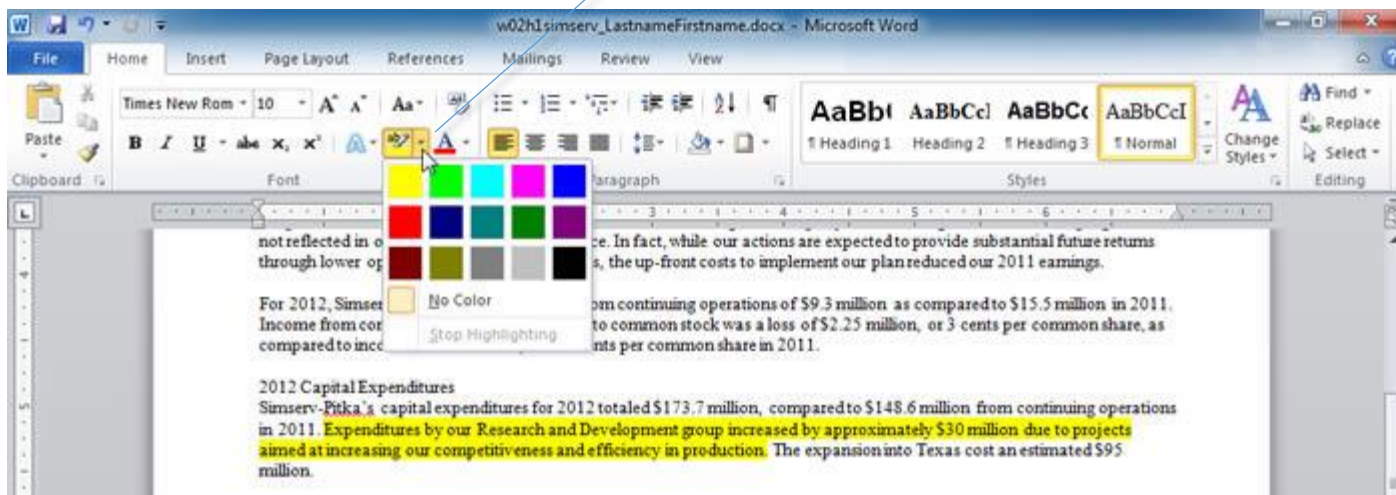 W
w02h1simserv_LastnameFirstname.docx - Microsoft Word
File Home Insert Page Layout References Mailings Review View
Times New Rom 10 A A Aa
Find
Replace
Select
Paste
B I U abe x, x² A ab A
AaBb AaBbCcl AaBbCc AaBbCcI
¶ Heading 1 Heading 2 ¶ Heading 3 ¶ Normal
Change
Styles
Clipboard Font Paragraph Styles Editing
3 4 5 6
not reflected in
ce. In fact, while our actions are expected to provide substantial future returns
through lower op
s, the up-front costs to implement our plan reduced our 2011 earnings.
No Color
Stop Highlighting
For 2012, Simser
om continuing operations of $9.3 million as compared to $15.5 million in 2011.
Income from con
to common stock was a loss of $2.25 million, or 3 cents per common share, as
compared to inco
nts per common share in 2011.
2012 Capital Expenditures
Simserv-Pitka's capital expenditures for 2012 totaled $173.7 million, compared to $148.6 million from continuing operations
in 2011. Expenditures by our Research and Development group increased by approximately $30 million due to projects
aimed at increasing our competitiveness and efficiency in production. The expansion into Texas cost an estimated $95
million.